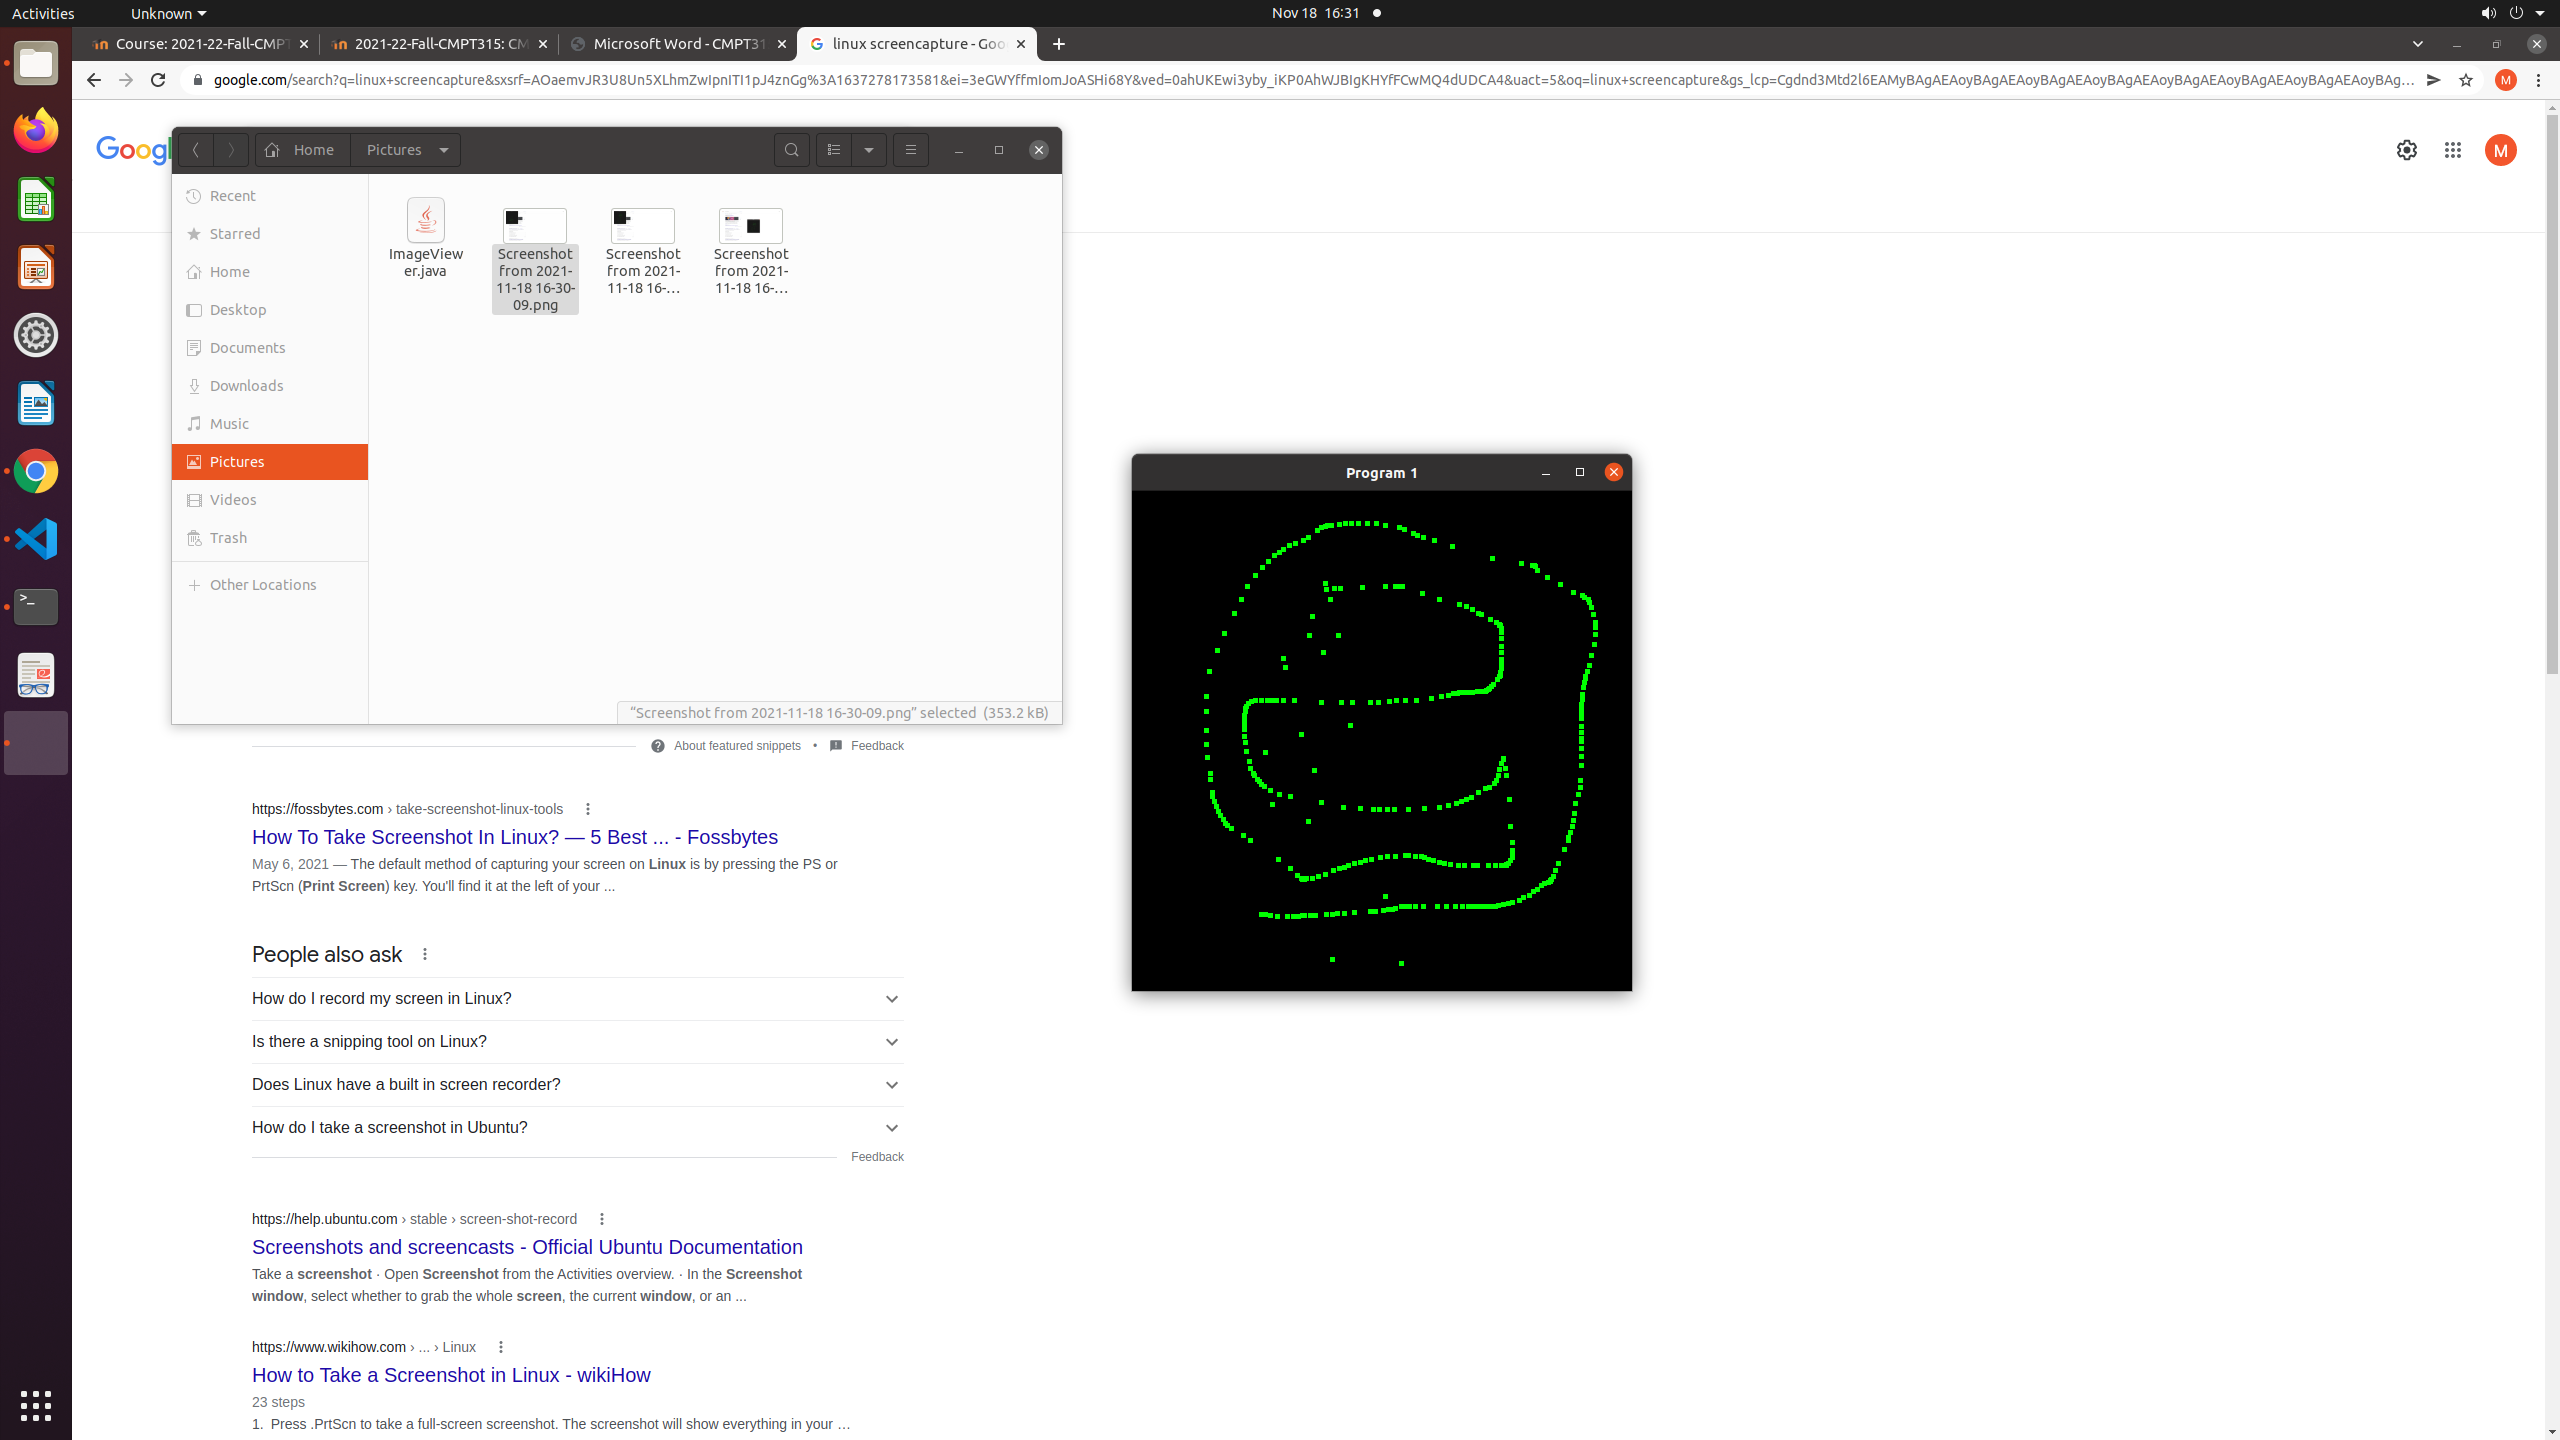 Activities
Unknown
Nov 18 16:31
Course: 2021-22-Fall-CMPT
2021-22-Fall-CMPT315: CM
Microsoft Word - CMPT31
linux screencapture - Goo
google.com/search?q=linux+screencapture&sxsrf=AOaemvJR3U8Un5XLhmZwIpnITI1pJ4znGg%3A1637278173581&ei=3eGWYffmIomJoASHi68Y&ved=0ahUKEwi3yby_iKP0AhWJBIgKHYfFCwMQ4dUDCA4&uact=5&oq=linux+screencapture&gs_lcp=Cgdnd3Mtd2l6EAMyBAgAEAoyBAgAEAoyBAgAEAoyBAgAEAoyBAgAEAoyBAgAEAoyBAgAEAoyBAg...
M
Googl
M
Home
Pictures
Recent
Starred
Home
Desktop
Documents
Downloads
Music
Pictures
Videos
Trash
Other Locations
ImageView
er.java
Screenshot
from 2021-
11-18 16-30-
09.png
Screenshot
from 2021-
11-18 16-...
Screenshot
from 2021-
11-18 16-...
“Screenshot from 2021-11-18 16-30-09.png” selected (353.2 kB)
Program 1
About featured snippets • Feedback
https://fossbytes.com › take-screenshot-linux-tools
How To Take Screenshot In Linux? — 5 Best ... - Fossbytes
May 6, 2021 — The default method of capturing your screen on Linux is by pressing the PS or
PrtScn (Print Screen) key. You'll find it at the left of your ...
People also ask
How do I record my screen in Linux?
Is there a snipping tool on Linux?
Does Linux have a built in screen recorder?
How do I take a screenshot in Ubuntu?
Feedback
https://help.ubuntu.com › stable › screen-shot-record
Screenshots and screencasts - Official Ubuntu Documentation
Take a screenshot · Open Screenshot from the Activities overview. · In the Screenshot
window, select whether to grab the whole screen, the current window, or an ...
https://www.wikihow.com › ... › Linux
How to Take a Screenshot in Linux - wikiHow
23 steps
1. Press .PrtScn to take a full-screen screenshot. The screenshot will show everything in your ...